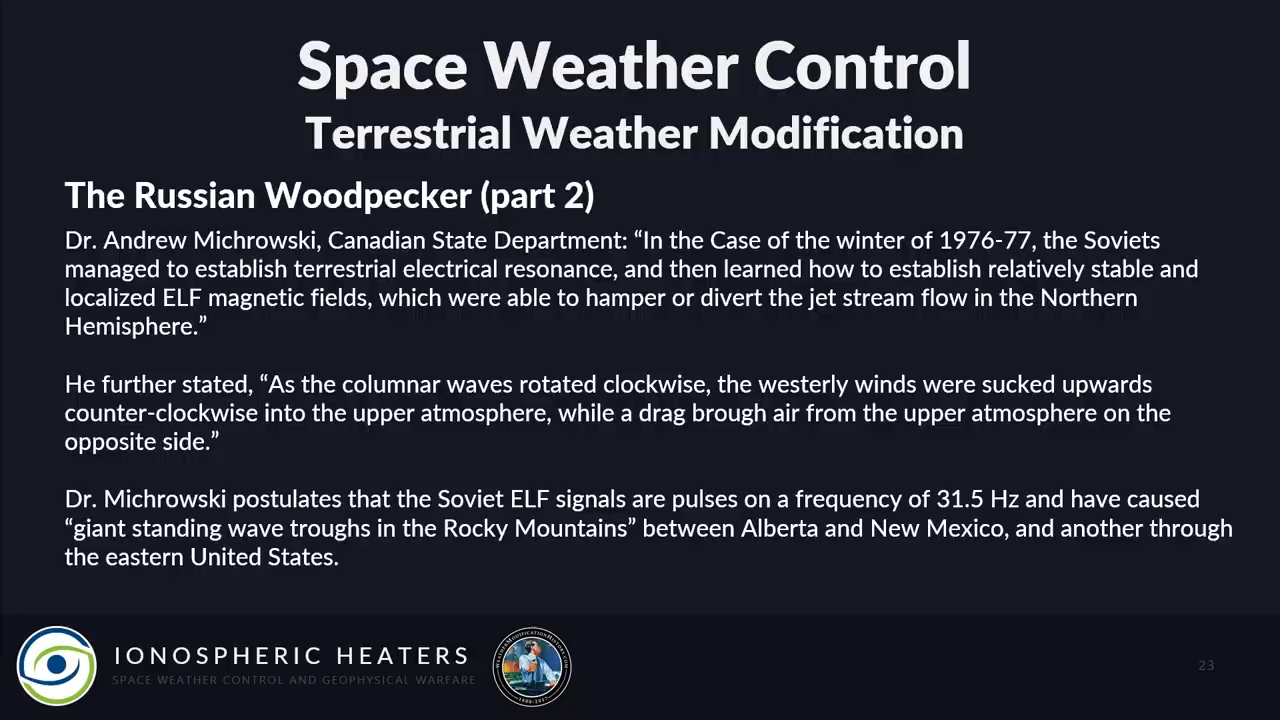 Space Weather Control
Terrestrial Weather Modification
The Russian Woodpecker (part 2)
Dr. Andrew Michrowski, Canadian State Department: “In the Case of the winter of 1976-77, the Soviets
managed to establish terrestrial electrical resonance, and then learned how to establish relatively stable and
localized ELF magnetic fields, which were able to hamper or divert the jet stream flow in the Northern
Hemisphere.”
He further stated, “As the columnar waves rotated clockwise, the westerly winds were sucked upwards
counter-clockwise into the upper atmosphere, while a drag brough air from the upper atmosphere on the
opposite side.”
Dr. Michrowski postulates that the Soviet ELF signals are pulses on a frequency of 31.5 Hz and have caused
“giant standing wave troughs in the Rocky Mountains” between Alberta and New Mexico, and another through
the eastern United States.
IONOSPHERIC HEATERS
SPACE WEATHER CONTROL AND GEOPHYSICAL WARFARE
WEATHERMODIFICATIONHISTORY.COM
23